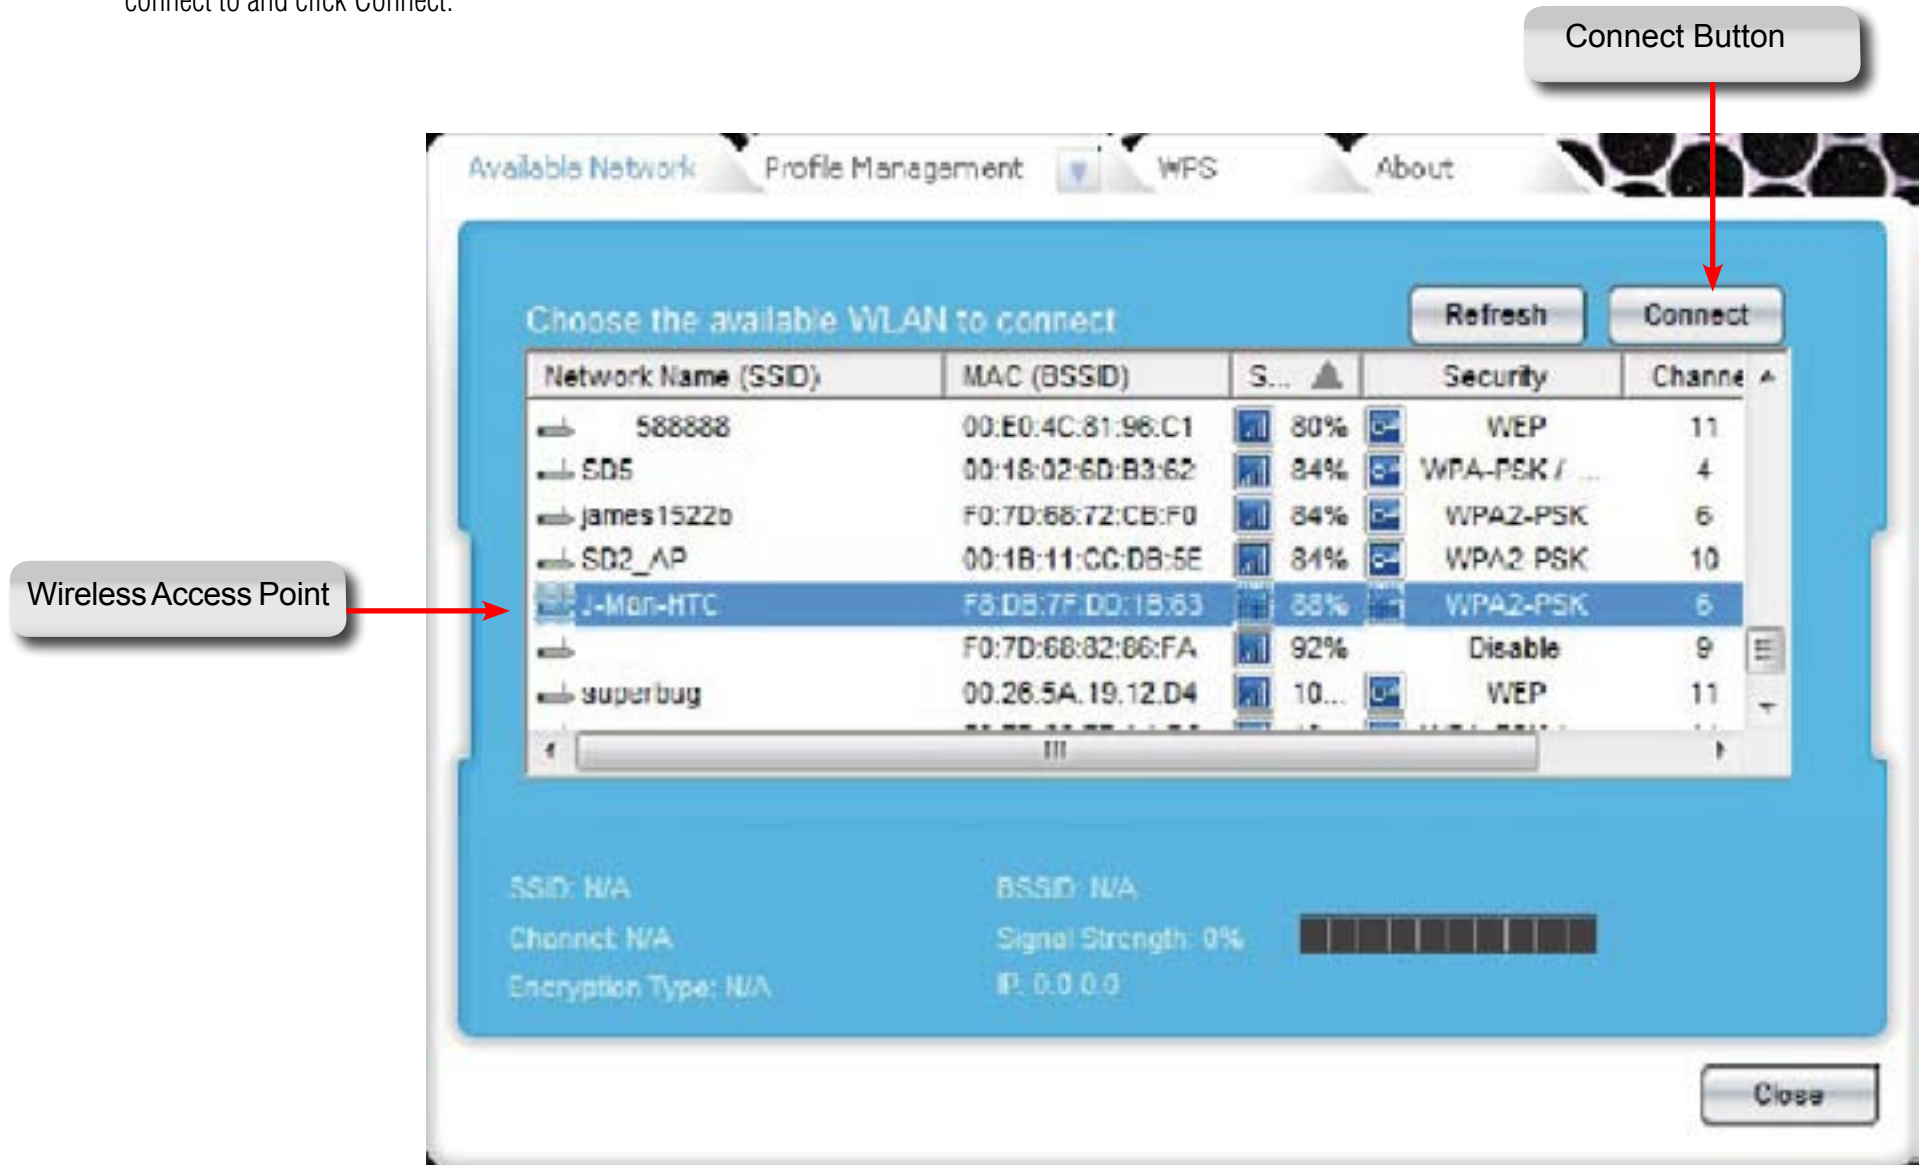 connect to and click Connect.
Connect Button
Available Network Profile Management WPS About
Choose the available WLAN to connect Refresh Connect
Network Name (SSID) MAC (BSSID) S... Security Channe
588888 00:E0:4C:81:96:C1 80% WEP 11
SD5 00:18:02:6D:B3:62 84% WPA-PSK / ... 4
james1522b F0:7D:68:72:CB:F0 84% WPA2-PSK 6
SD2_AP 00:1B:11:CC:DB:5E 84% WPA2-PSK 10
Wireless Access Point
J-Man-HTC F8:DB:7F:DD:1B:63 88% WPA2-PSK 6
F0:7D:68:82:86:FA 92% Disable 9
superbug 00:26:5A:19:12:D4 10... WEP 11
SSID: N/A BSSID: N/A
Channel: N/A Signal Strength: 0%
Encryption Type: N/A IP: 0.0.0.0
Close